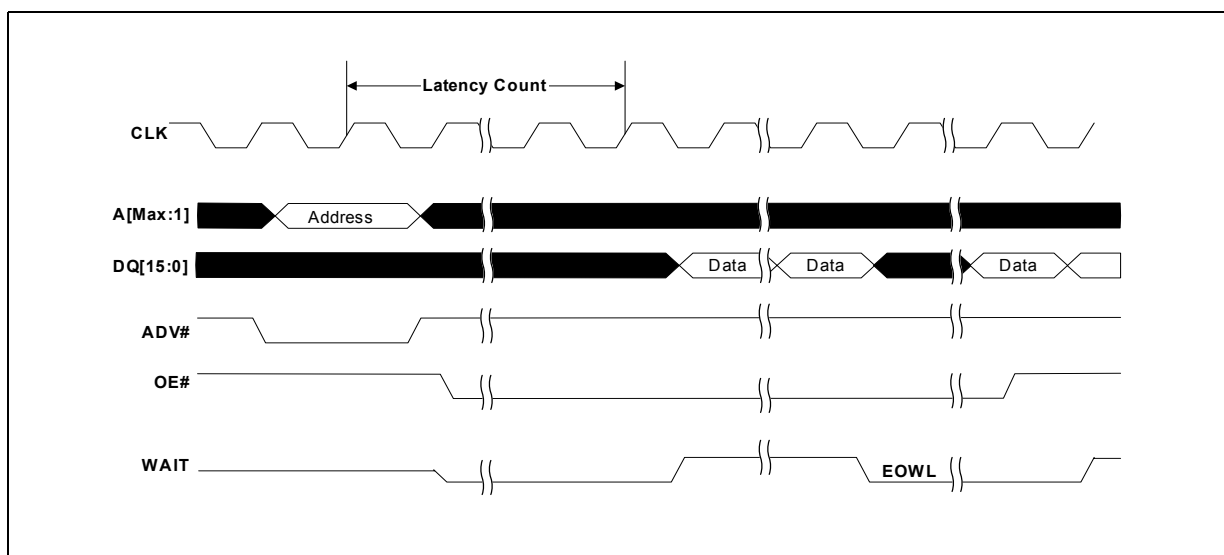 Latency Count
CLK
A[Max:1]
Address
DQ[15:0]
Data
Data
Data
ADV#
OE#
WAIT
EOWL